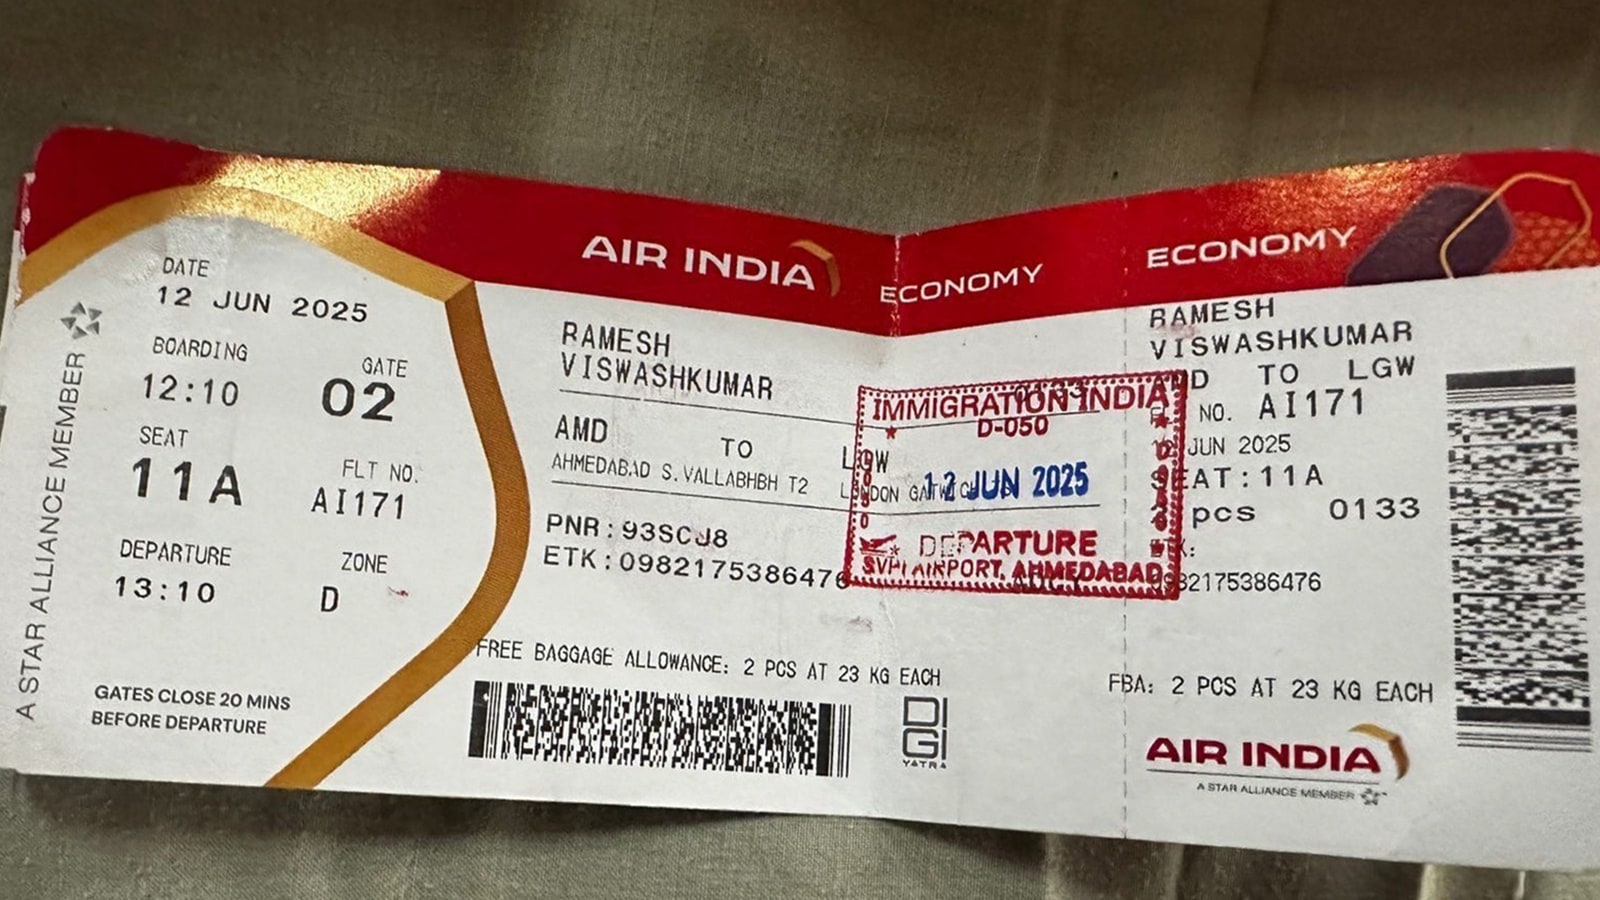 A STAR ALLIANCE MEMBER
DATE
12 JUN 2025
BOARDING
12:10
GATE
02
SEAT
11A
FLT NO.
AI171
DEPARTURE
13:10
ZONE
D
GATES CLOSE 20 MINS
BEFORE DEPARTURE
AIR INDIA
ECONOMY
RAMESH
VISWASHKUMAR
AMD TO LGW
AHMEDABAD S.VALLABHBH T2
PNR:93SCJ8
ETK:0982175386476
FREE BAGGAGE ALLOWANCE: 2 PCS AT 23 KG EACH
DIGI
YATRA
IMMIGRATION INDIA
D-050
12 JUN 2025
DEPARTURE
SVPI AIRPORT, AHMEDABAD
ECONOMY
RAMESH
VISWASHKUMAR
AMD TO LGW
NO. AI171
JUN 2025
SEAT:11A
pcs 0133
0982175386476
FBA: 2 PCS AT 23 KG EACH
AIR INDIA
A STAR ALLIANCE MEMBER